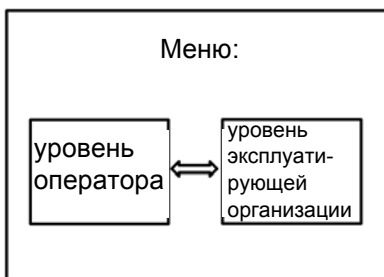 Меню:
уровень
оператора
уровень
эксплуати-
рующей
организации